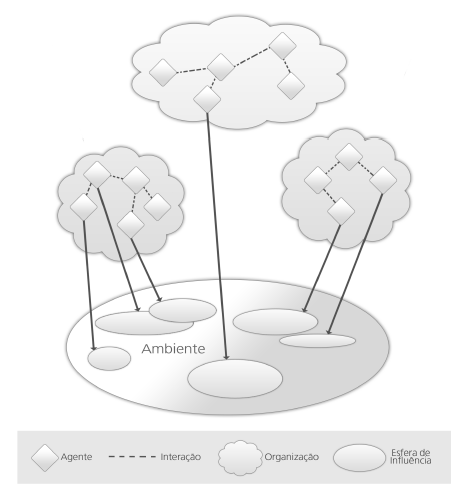 Ambiente
Agente
Interação
Organização
Esfera de
Influência